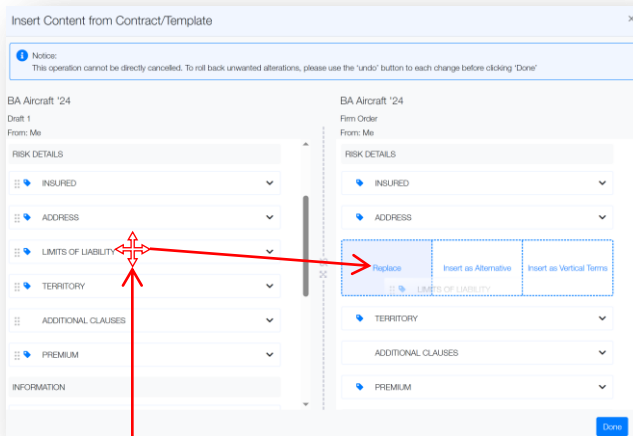 Insert Content from Contract/Template
×
Notice:
This operation cannot be directly cancelled. To roll back unwanted alterations, please use the 'undo' button to each change before clicking 'Done'
BA Aircraft '24
Draft 1
From: Me
RISK DETAILS
INSURED
ADDRESS
LIMITS OF LIABILITY
TERRITORY
ADDITIONAL CLAUSES
PREMIUM
INFORMATION
BA Aircraft '24
Firm Order
From: Me
RISK DETAILS
INSURED
ADDRESS
Replace
Insert as Alternative
Insert as Vertical Terms
LIMITS OF LIABILITY
TERRITORY
ADDITIONAL CLAUSES
PREMIUM
Done